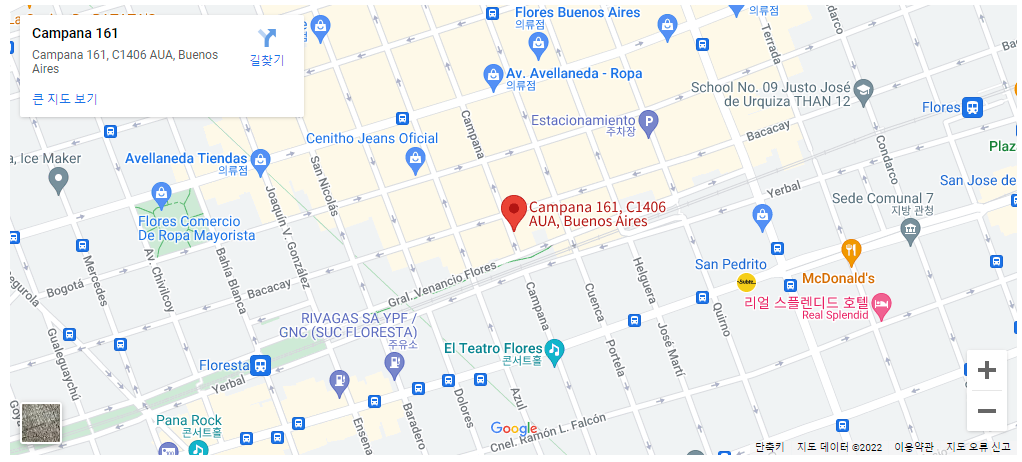 Campana 161
Campana 161, C1406 AUA, Buenos
Aires
길찾기
큰 지도 보기
Flores Buenos Aires
의류점
Terrada
Av. Avellaneda - Ropa
의류점
School No. 09 Justo José
de Urquiza THAN 12
Flores
Estacionamiento
주차장
Bacacay
Campana
Cenitho Jeans Oficial
Condarco
Plaza
Avellaneda Tiendas
의류점
San Nicolás
a, Ice Maker
Yerbal
San Jose de
Joaquín V. González
Sede Comunal 7
지방 관청
Campana 161, C1406
AUA, Buenos Aires
Flores Comercio
De Ropa Mayorista
Mercedes
Av. Chivilcoy
Bahía Blanca
Segurola
Bogotá
Bacacay
Gral. Venancio Flores
Helguera
San Pedrito
McDonald's
Campana
Cuenca
Quirno
리얼 스플렌디드 호텔
Real Splendid
RIVAGAS SA YPF /
GNC (SUC FLORESTA)
주유소
Gualeguaychú
El Teatro Flores
콘서트홀
Portela
José Martí
Floresta
Yerbal
Azul
Dolores
Baradero
Ensena
Pana Rock
콘서트홀
Cnel. Ramón L. Falcón
Google
단축키
지도 데이터 ©2022
이용약관
지도 오류 신고